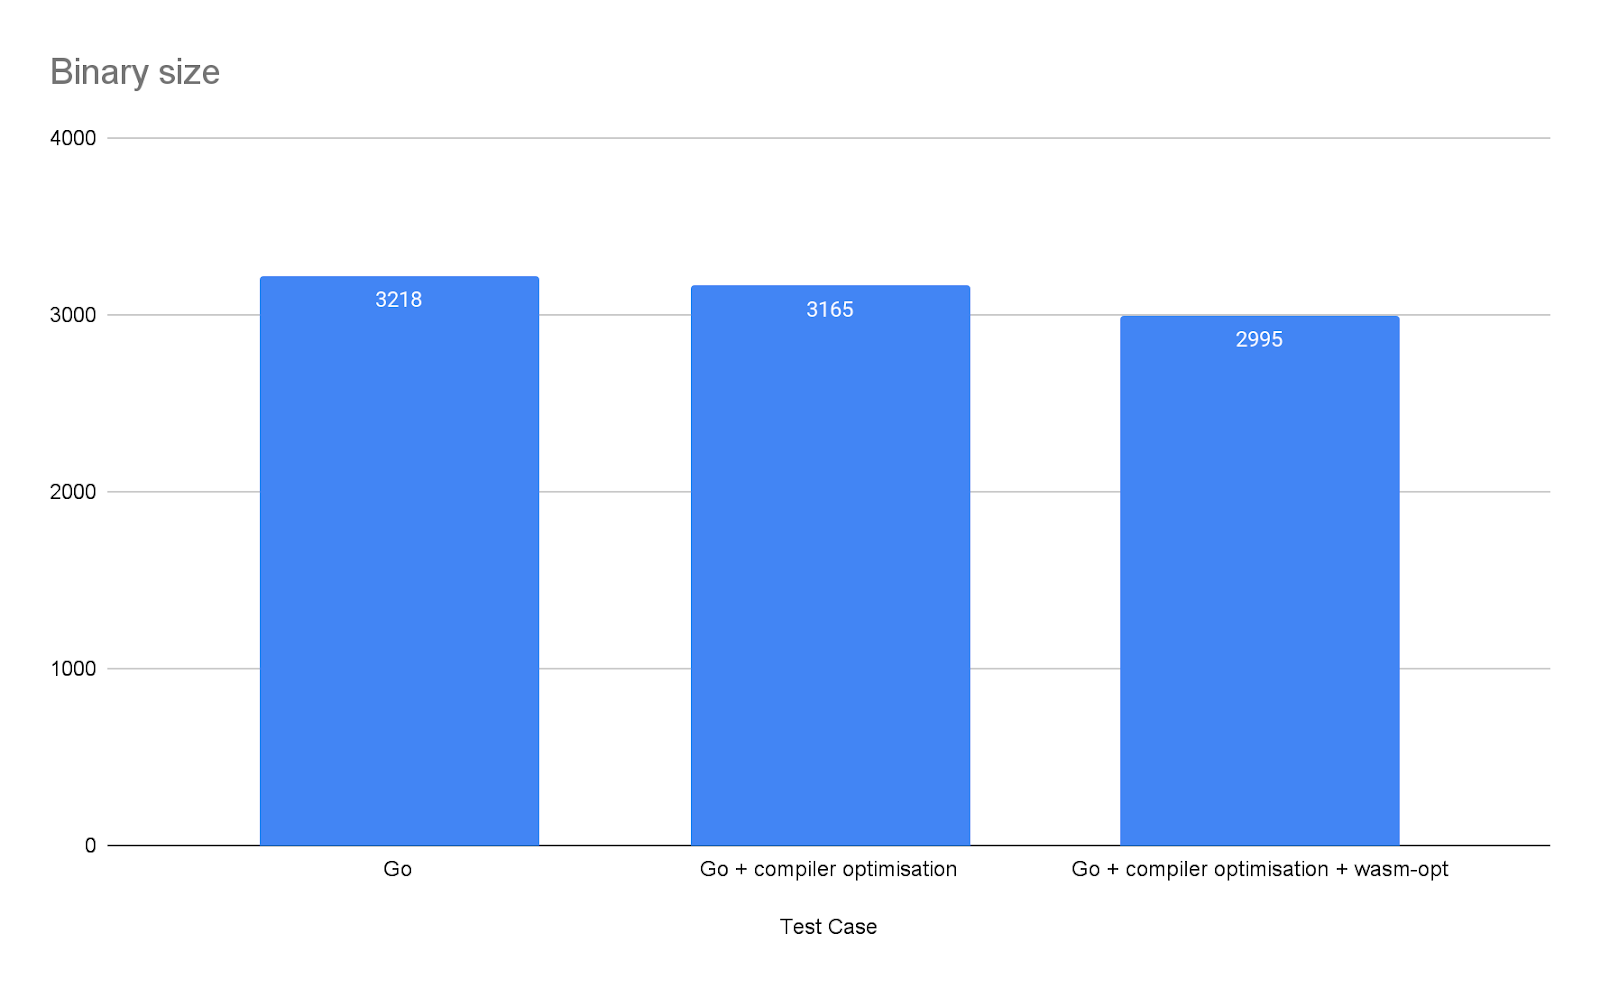 Binary size
4000
3000
2000
1000
0
3218
3165
2995
Go
Go + compiler optimisation
Go + compiler optimisation + wasm-opt
Test Case